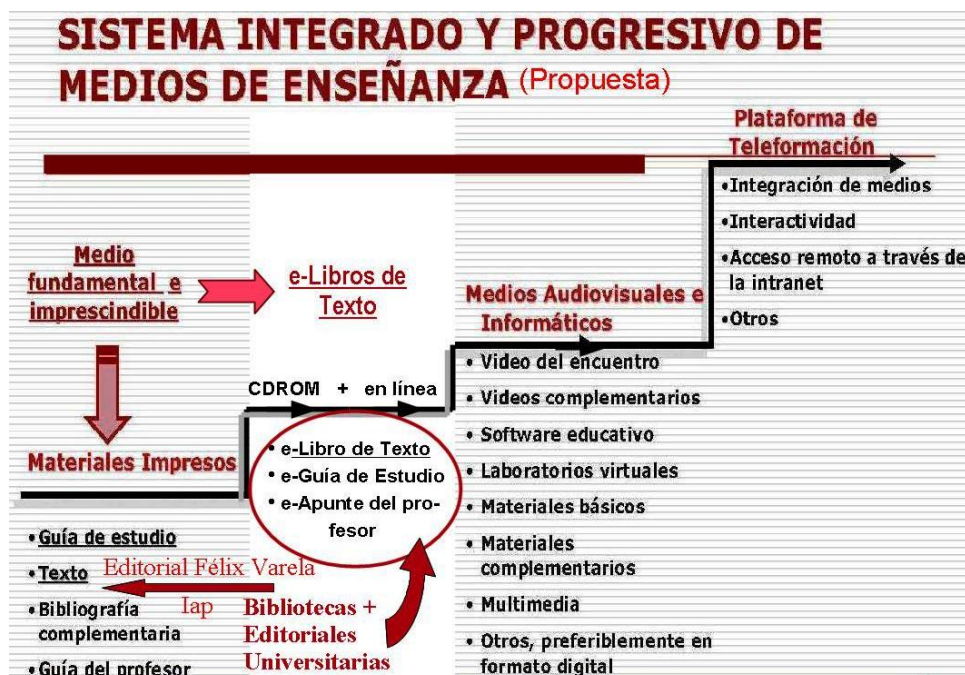 SISTEMA INTEGRADO Y PROGRESIVO DE
MEDIOS DE ENSEÑANZA (Propuesta)
Plataforma de
Teleformación
•Integración de medios
•Interactividad
•Acceso remoto a través de
la intranet
•Otros
Medio
fundamental e
imprescindible
e-Libros de
Texto
Medios Audiovisuales e
Informáticos
• Video del encuentro
• Videos complementarios
• Software educativo
• Laboratorios virtuales
• Materiales básicos
• Materiales
complementarios
• Multimedia
• Otros, preferiblemente en
formato digital
CDROM + en línea
• e-Libro de Texto
• e-Guía de Estudio
• e-Apunte del pro-
fesor
Materiales Impresos
•Guía de estudio
•Texto
•Bibliografía
complementaria
•Guía del profesor
Editorial Félix Varela
Iap
Bibliotecas +
Editoriales
Universitarias